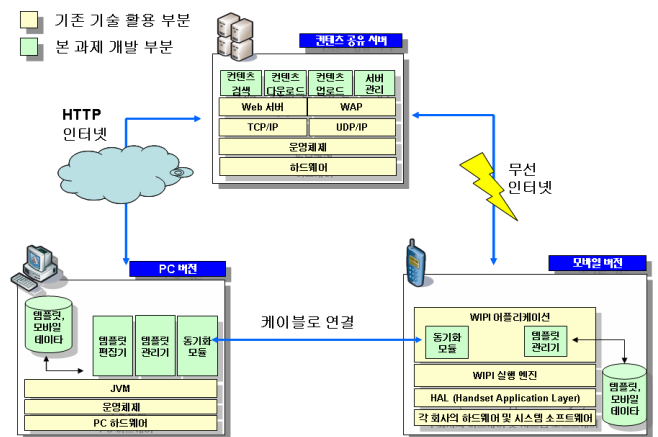 기존 기술 활용 부분
본 과제 개발 부분
컨텐츠 공유 서버
컨텐츠
검색
컨텐츠
다운로드
컨텐츠
업로드
서버
관리
Web 서버
WAP
TCP/IP
UDP/IP
운영체제
하드웨어
HTTP
인터넷
무선
인터넷
PC 버전
모바일 버전
템플릿,
모바일
데이타
템플릿
편집기
템플릿
관리기
동기화
모듈
JVM
운영체제
PC 하드웨어
케이블로 연결
WIPI 어플리케이션
동기화
모듈
템플릿
관리기
WIPI 실행 엔진
HAL (Handset Application Layer)
각 회사의 하드웨어 및 시스템 소프트웨어
템플릿,
모바일
데이타